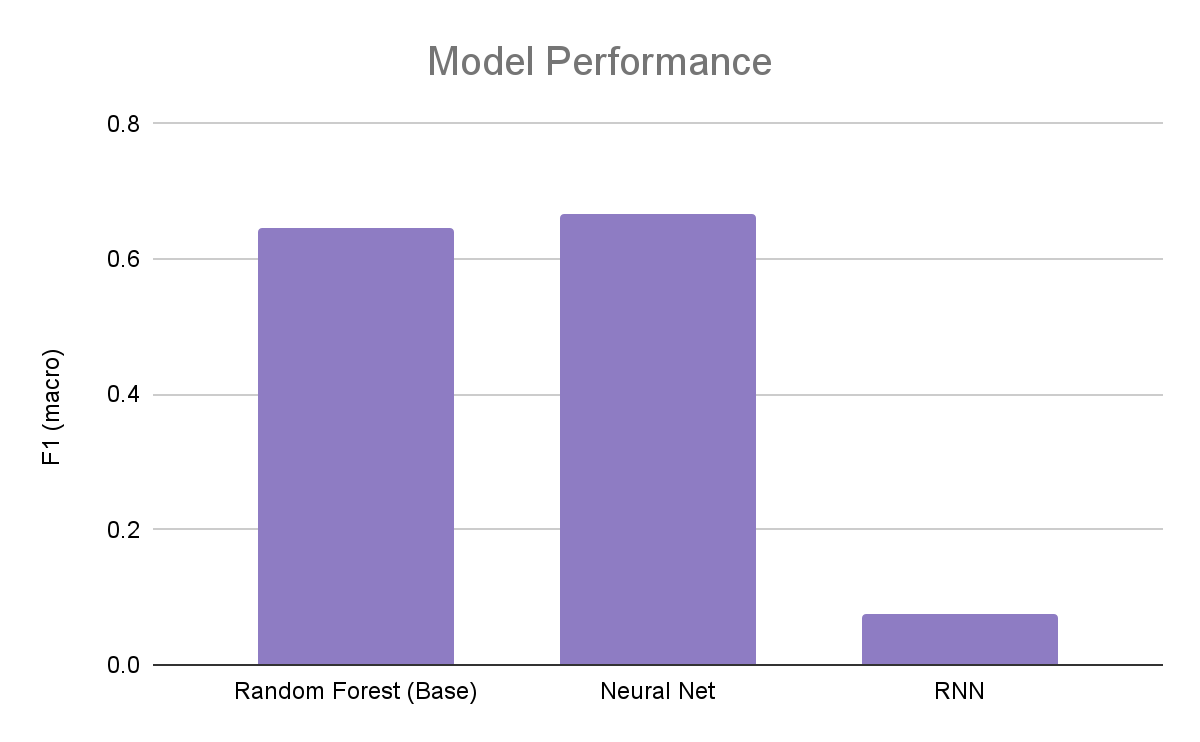 Model Performance
0.8
0.6
0.4
0.2
0.0
F1 (macro)
Random Forest (Base)
Neural Net
RNN